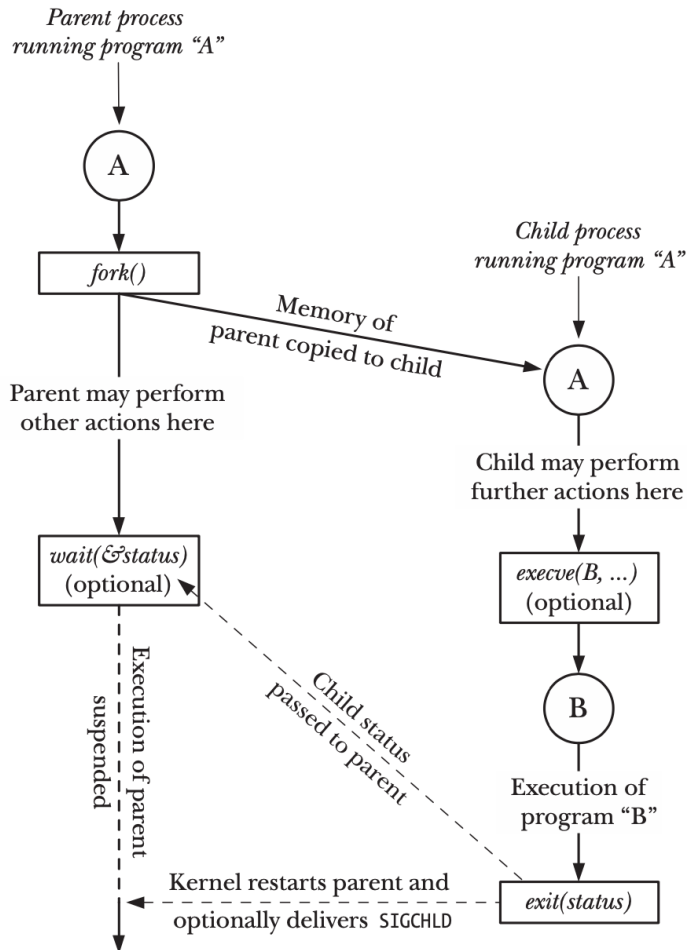 Parent process
running program “A”
A
fork()
Child process
running program “A”
Memory of
parent copied to child
A
Parent may perform
other actions here
Child may perform
further actions here
wait(&status)
(optional)
execve(B, ...)
(optional)
Execution of parent
suspended
Child status
passed to parent
B
Execution of
program “B”
Kernel restarts parent and
optionally delivers SIGCHLD
exit(status)